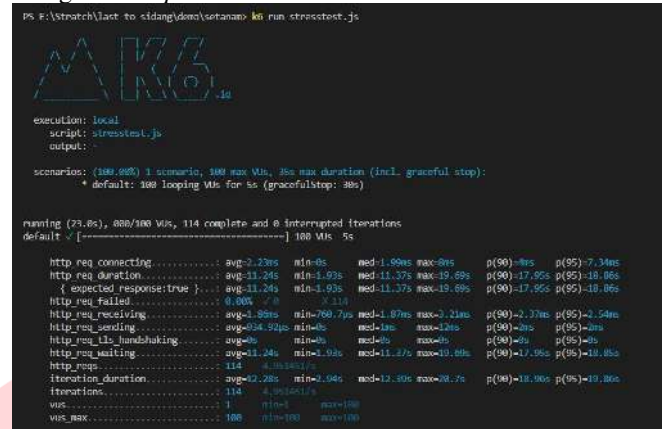 PS E:\Stratch\last to sidang\demo\setanam> k6 run stresstest.js
K6
.io
execution: local
script: stresstest.js
output: -
scenarios: (100.00%) 1 scenario, 100 max VUs, 35s max duration (incl. graceful stop):
* default: 100 looping VUs for 5s (gracefulStop: 30s)
running (23.0s), 000/100 VUs, 114 complete and 0 interrupted iterations
default ✓ [--------------------------------------] 100 VUs 5s
http_req_connecting............: avg=2.23ms min=0s med=1.99ms max=8ms p(90)= p(95)=7.34ms
http_req_duration..............: avg=11.24s min=1.93s med=11.37s max=19.69s p(90)=17.95s p(95)=18.86s
{ expected_response:true }...: avg=11.24s min=1.93s med=11.37s max=19.69s p(90)=17.95s p(95)=18.86s
http_req_failed................: 0.00% ✓ 0 X 114
http_req_receiving.............: avg=1.86ms min=760.7µs med=1.87ms max=3.21ms p(90)=2.37ms p(95)=2.54ms
http_req_sending...............: avg=934.92µs min=0s med=1ms max=12ms p(90)=2ms p(95)=2ms
http_req_tls_handshaking.......: avg=0s min=0s med=0s max=0s p(90)=0s p(95)=0s
http_req_waiting...............: avg=11.24s min=1.93s med=11.37s max=19.69s p(90)=17.95s p(95)=18.85s
http_reqs......................: 114
iteration_duration.............: avg=12.28s min=2.94s med=12.39s max=20.7s p(90)=18.96s p(95)=19.86s
iterations.....................: 114
vus............................: 1 min=1 max=100
vus_max........................: 100 min=100 max=100